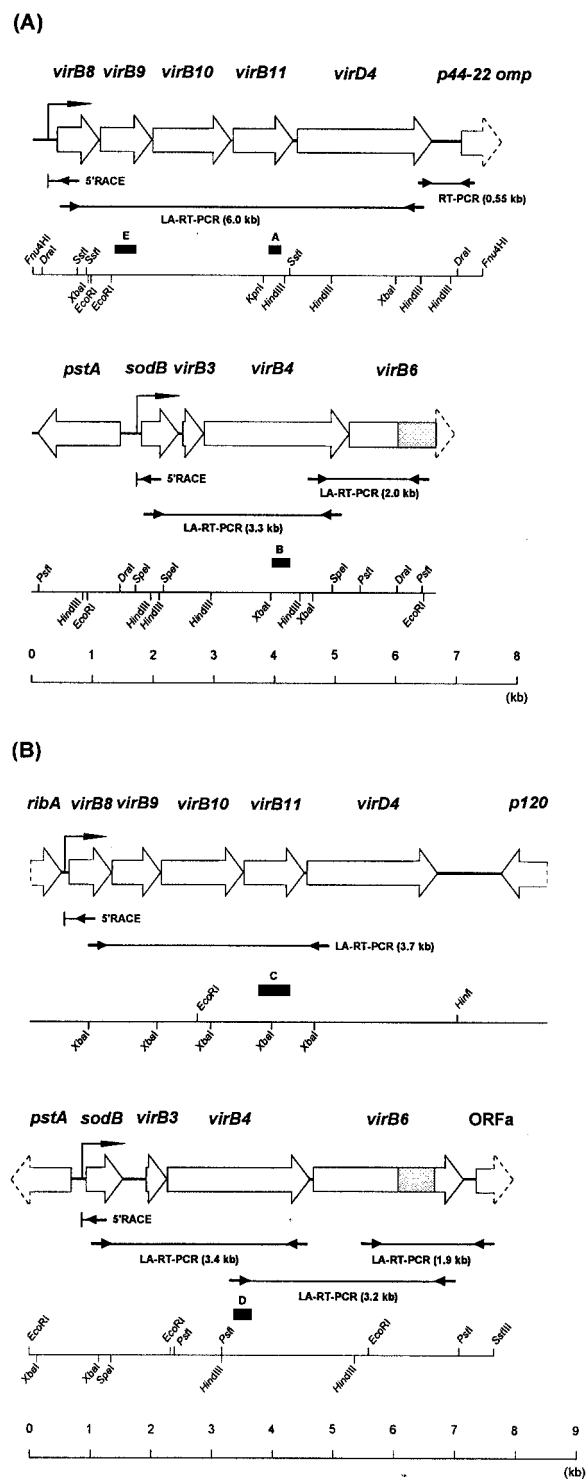 (A)
virB8 virB9 virB10 virB11 virD4 p44-22 omp
5'RACE
RT-PCR (0.55 kb)
LA-RT-PCR (6.0 kb)
E A
Fnu4HI DraI SstI SstI SstI DraI Fnu4HI
XbaI EcoRI EcoRI KpnI HindIII HindIII XbaI HindIII HindIII
pstA sodB virB3 virB4 virB6
5'RACE
LA-RT-PCR (2.0 kb)
LA-RT-PCR (3.3 kb)
B
PstI DraI SpeI SpeI SpeI PstI DraI PstI
HindIII EcoRI HindIII HindIII HindIII XbaI HindIII XbaI EcoRI
0 1 2 3 4 5 6 7 8
(kb)
(B)
ribA virB8 virB9 virB10 virB11 virD4 p120
5'RACE
LA-RT-PCR (3.7 kb)
C
EcoRI HinfI
XbaI XbaI XbaI XbaI XbaI
pstA sodB virB3 virB4 virB6 ORFa
5'RACE
LA-RT-PCR (3.4 kb)
LA-RT-PCR (1.9 kb)
LA-RT-PCR (3.2 kb)
D
EcoRI EcoRI PstI PstI EcoRI PstI
XbaI XbaI SpeI HindIII HindIII
0 1 2 3 4 5 6 7 8 9
(kb)